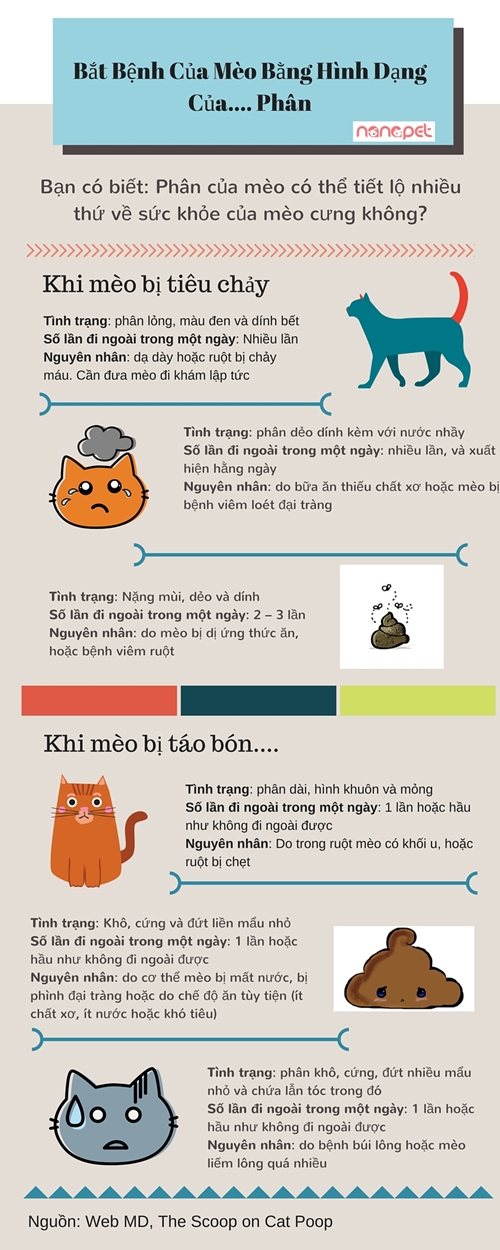 Bắt Bệnh Của Mèo Bằng Hình Dạng
Của.... Phân
nanapet
Bạn có biết: Phân của mèo có thể tiết lộ nhiều
thứ về sức khỏe của mèo cưng không?
Khi mèo bị tiêu chảy
Tình trạng: phân lỏng, màu đen và dính bết
Số lần đi ngoài trong một ngày: Nhiều lần
Nguyên nhân: dạ dày hoặc ruột bị chảy
máu. Cần đưa mèo đi khám lập tức
Tình trạng: phân dẻo dính kèm với nước nhầy
Số lần đi ngoài trong một ngày: nhiều lần, và xuất
hiện hằng ngày
Nguyên nhân: do bữa ăn thiếu chất xơ hoặc mèo bị
bệnh viêm loét đại tràng
Tình trạng: Nặng mùi, dẻo và dính
Số lần đi ngoài trong một ngày: 2 – 3 lần
Nguyên nhân: do mèo bị dị ứng thức ăn,
hoặc bệnh viêm ruột
Khi mèo bị táo bón....
Tình trạng: phân dài, hình khuôn và mỏng
Số lần đi ngoài trong một ngày: 1 lần hoặc hầu
như không đi ngoài được
Nguyên nhân: Do trong ruột mèo có khối u, hoặc
ruột bị chẹt
Tình trạng: Khô, cứng và đứt liền mẩu nhỏ
Số lần đi ngoài trong một ngày: 1 lần hoặc
hầu như không đi ngoài được
Nguyên nhân: do cơ thể mèo bị mất nước, bị
phình đại tràng hoặc do chế độ ăn tùy tiện (ít
chất xơ, ít nước hoặc khó tiêu)
Tình trạng: phân khô, cứng, đứt nhiều mẩu
nhỏ và chứa lẫn tóc trong đó
Số lần đi ngoài trong một ngày: 1 lần hoặc
hầu như không đi ngoài được
Nguyên nhân: do bệnh búi lông hoặc mèo
liếm lông quá nhiều
Nguồn: Web MD, The Scoop on Cat Poop